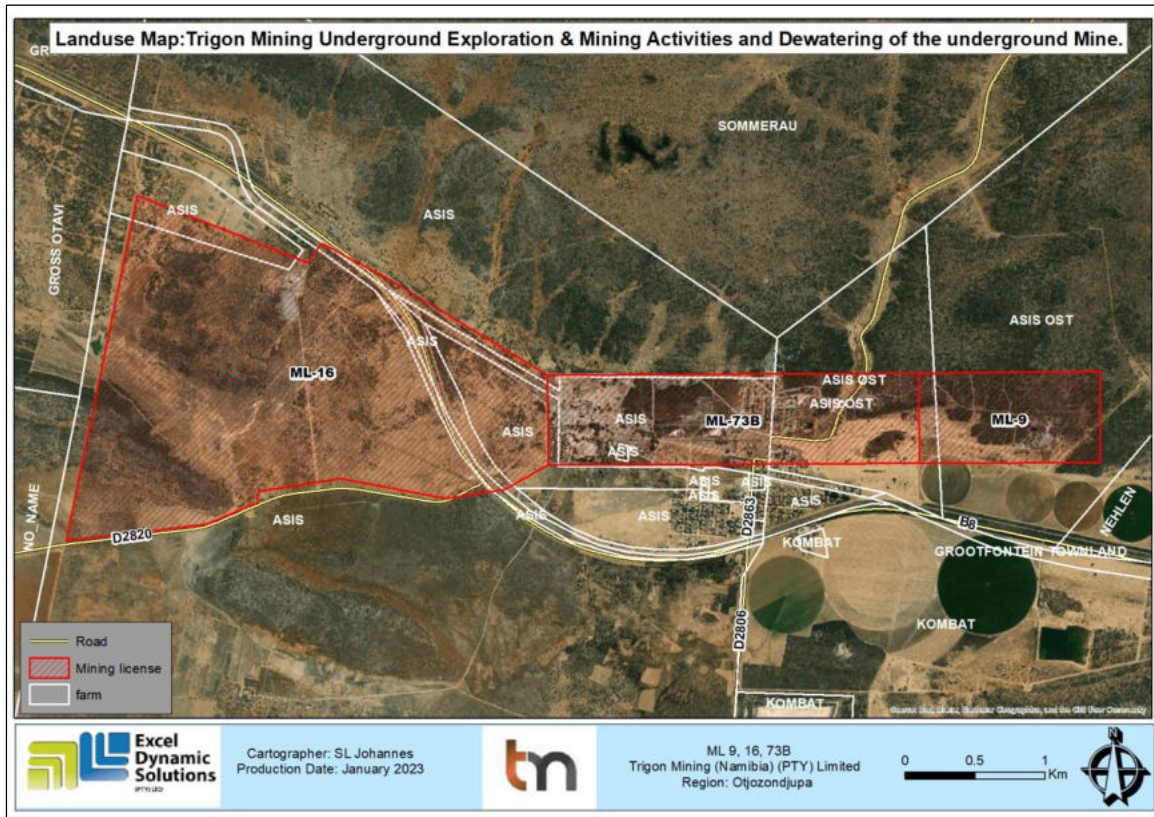 Landuse Map:Trigon Mining Underground Exploration & Mining Activities and Dewatering of the underground Mine.
SOMMERAU
ASIS
ASIS
GROSS OTAVI
ASIS OST
ASIS
ML-16
ASIS OST
ASIS OST
ASIS
ASIS
ML-73B
ML-9
ASIS
ASIS
ASIS
ASIS
ASIS
NO_NAME
ASIS
ASIS
ASIS
D2863
B8
NEHLEN
D2820
KOMBAT
GROOTFONTEIN TOWNLAND
D2806
KOMBAT
KOMBAT
Road
Mining license
farm
Excel
Dynamic
Solutions
(PTY) LTD
Cartographer: SL Johannes
Production Date: January 2023
tm
ML 9, 16, 73B
Trigon Mining (Namibia) (PTY) Limited
Region: Otjozondjupa
0 0.5 1
Km
N